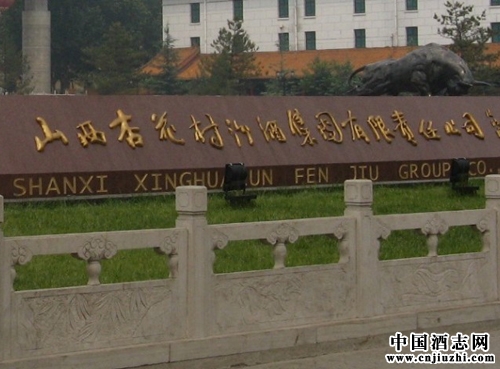 山西杏花村汾酒集团有限责任公司
SHANXI XINGHUACUN FEN JIU GROUP CO.
中国酒志网
www.cnjiuzhi.com